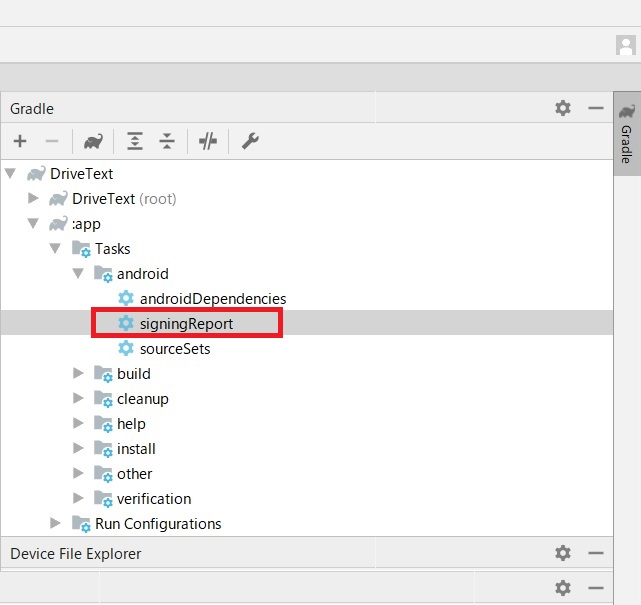 Gradle
Gradle
DriveText
DriveText (root)
:app
Tasks
android
androidDependencies
signingReport
sourceSets
build
cleanup
help
install
other
verification
Run Configurations
Device File Explorer